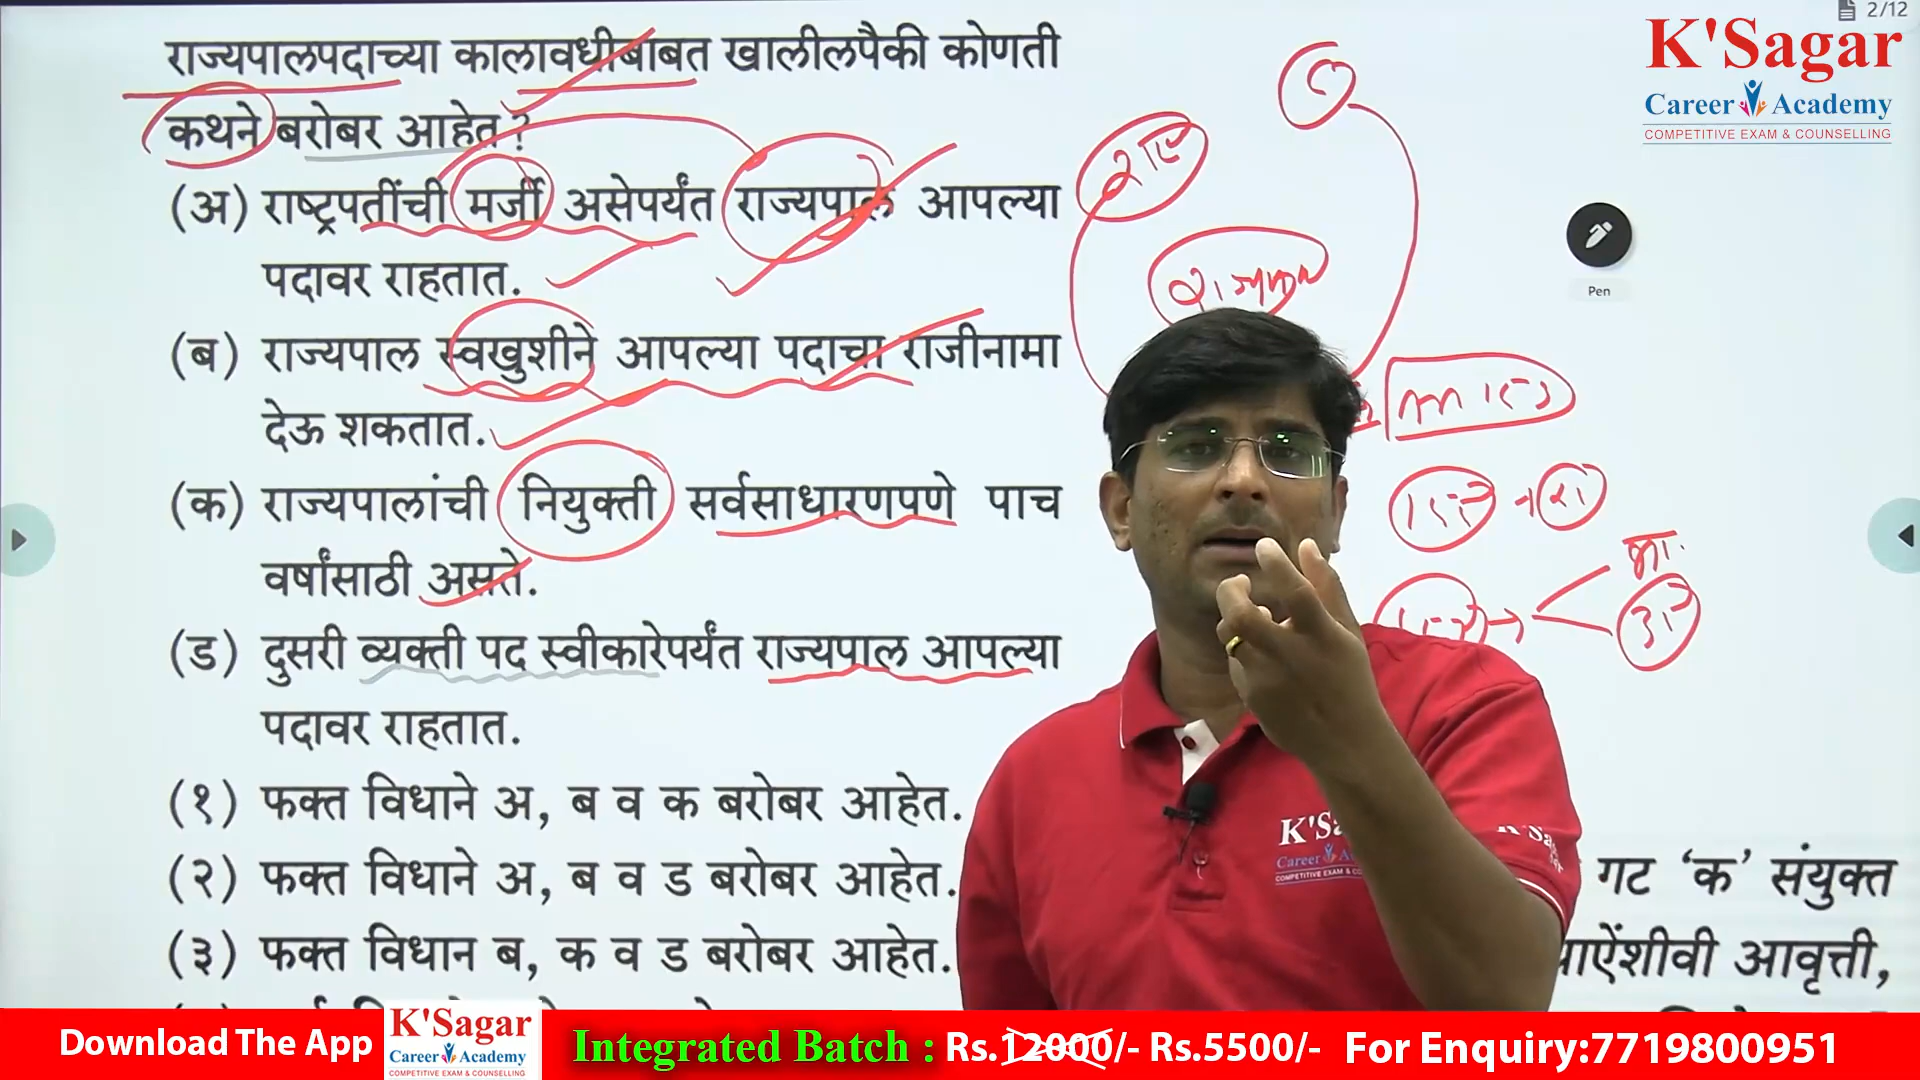 2/12
K'Sagar
Career Academy
COMPETITIVE EXAM & COUNSELLING
राज्यपालपदाच्या कालावधीबाबत खालीलपैकी कोणती
कथने बरोबर आहेत?
(अ) राष्ट्रपतींची मर्जी असेपर्यंत राज्यपाल आपल्या
पदावर राहतात.
(ब) राज्यपाल स्वखुशीने आपल्या पदाचा राजीनामा
देऊ शकतात.
(क) राज्यपालांची नियुक्ती सर्वसाधारणपणे पाच
वर्षांसाठी असते.
(ड) दुसरी व्यक्ती पद स्वीकारेपर्यंत राज्यपाल आपल्या
पदावर राहतात.
(१) फक्त विधाने अ, ब व क बरोबर आहेत.
(२) फक्त विधाने अ, ब व ड बरोबर आहेत.
(३) फक्त विधान ब, क व ड बरोबर आहेत.
Pen
गट ‘क’ संयुक्त
आवृत्ती,
K'Sa
Career
Download The App
K'Sagar
Career Academy
COMPETITIVE EXAM & COUNSELLING
Integrated Batch : Rs.12000/- Rs.5500/- For Enquiry:7719800951